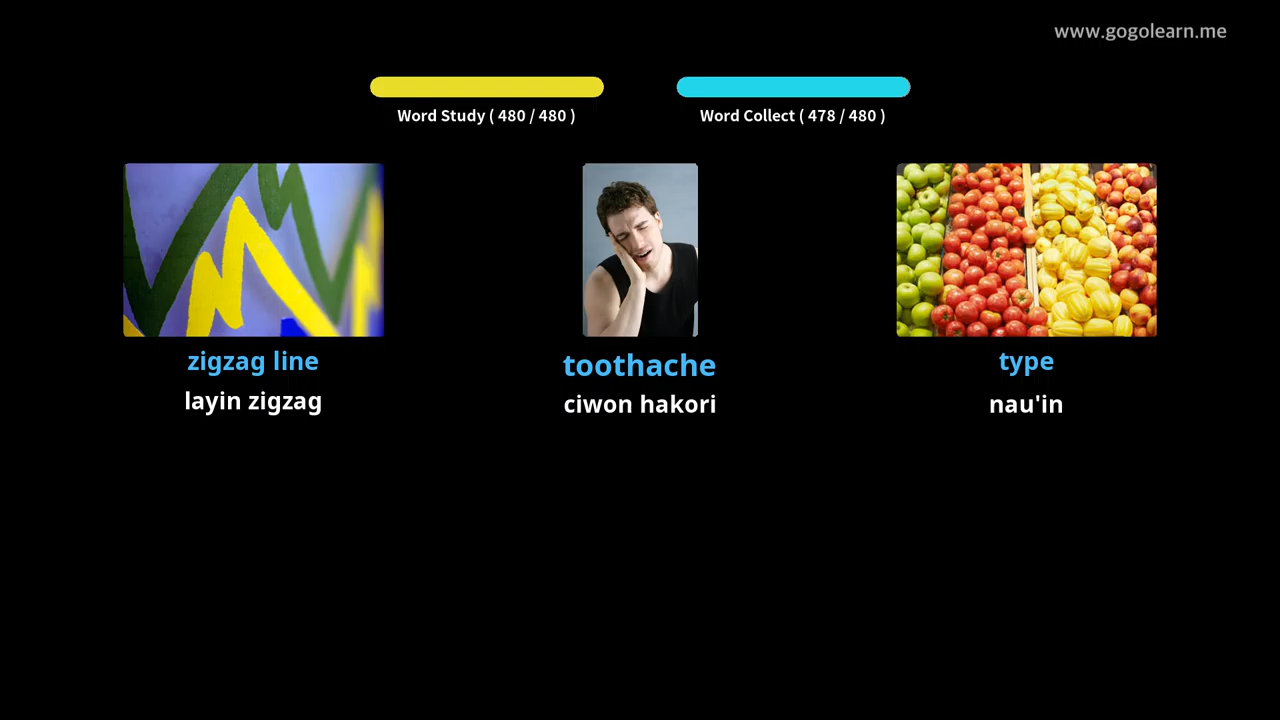 www.gogolearn.me
Word Study ( 480 / 480 )
Word Collect ( 478 / 480 )
zigzag line
layin zigzag
toothache
ciwon hakori
type
nau'in